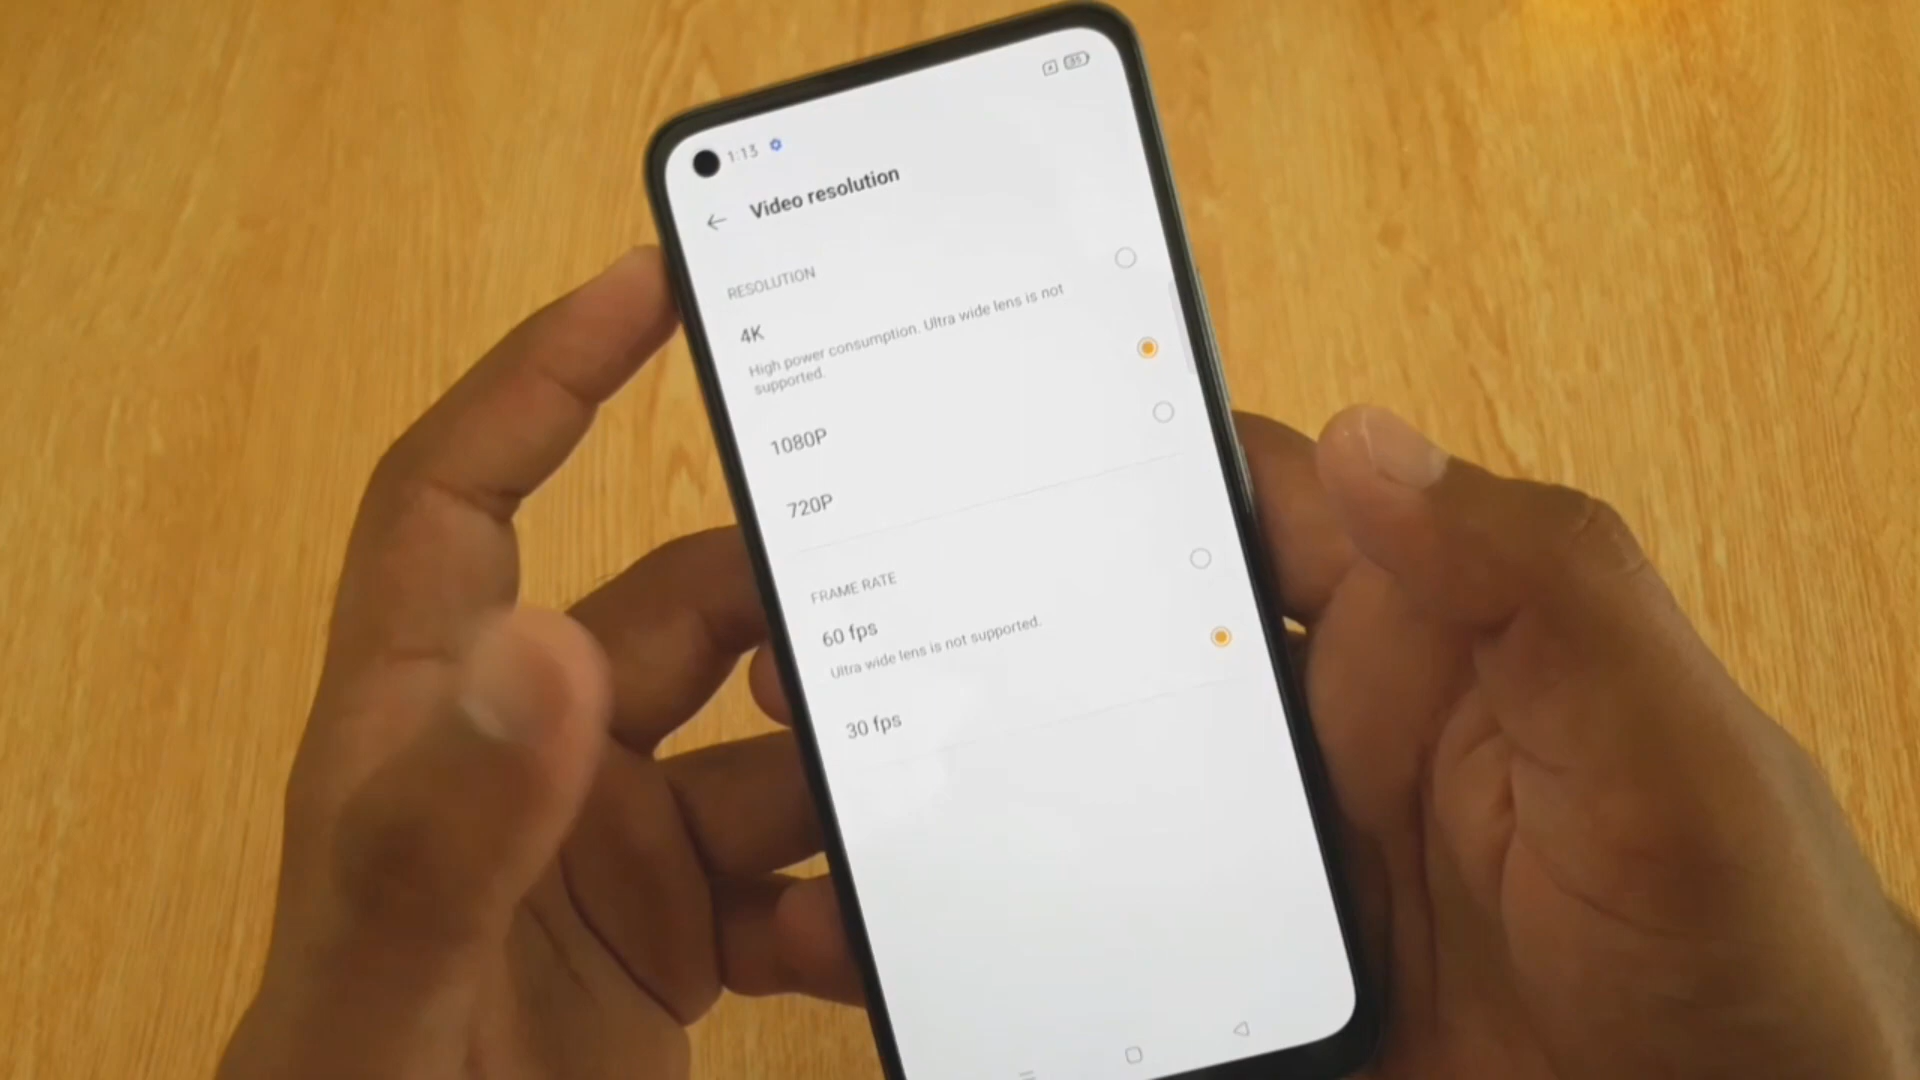 1:13
Video resolution
RESOLUTION
4K
High power consumption. Ultra wide lens is not
supported.
1080P
720P
FRAME RATE
60 fps
Ultra wide lens is not supported.
30 fps